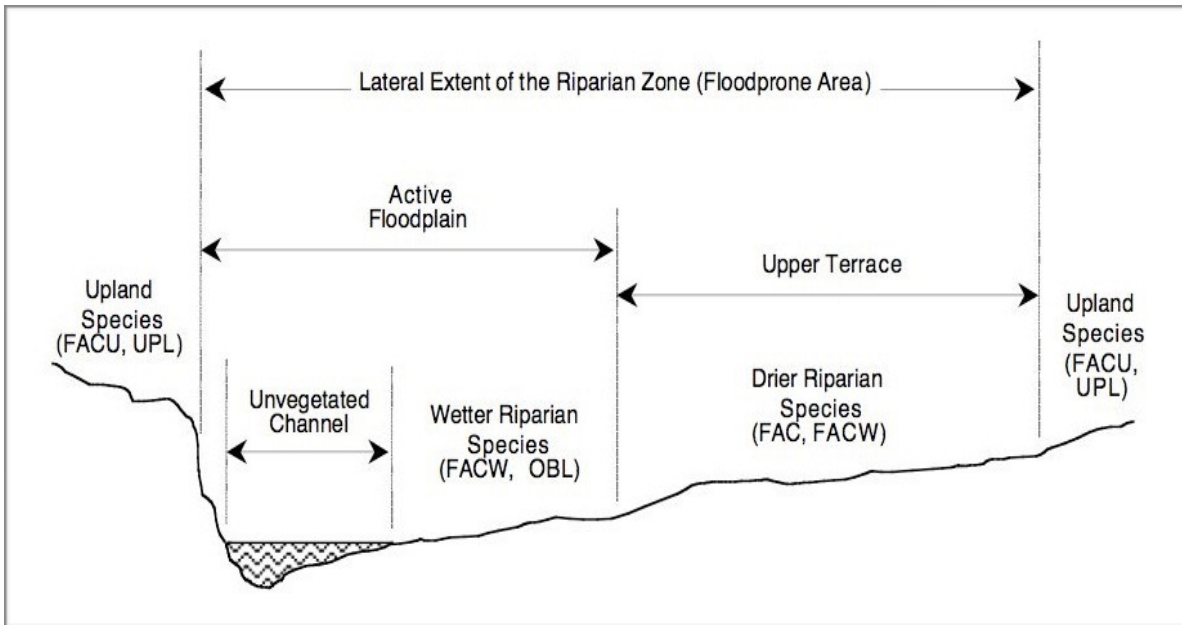 Lateral Extent of the Riparian Zone (Floodprone Area)
Active
Floodplain
Upper Terrace
Upland
Species
(FACU, UPL)
Unvegetated
Channel
Wetter Riparian
Species
(FACW, OBL)
Drier Riparian
Species
(FAC, FACW)
Upland
Species
(FACU,
UPL)